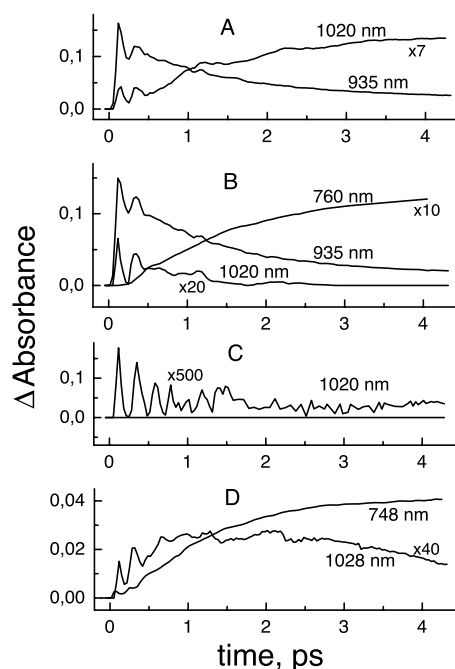 A
1020 nm
x7
935 nm
0,1
0,0
0 1 2 3 4
B
760 nm
x10
935 nm
1020 nm
x20
0,1
0,0
0 1 2 3 4
ΔAbsorbance
C
x500
1020 nm
0,1
0,0
0 1 2 3 4
D
748 nm
x40
1028 nm
0,04
0,02
0,00
0 1 2 3 4
time, ps